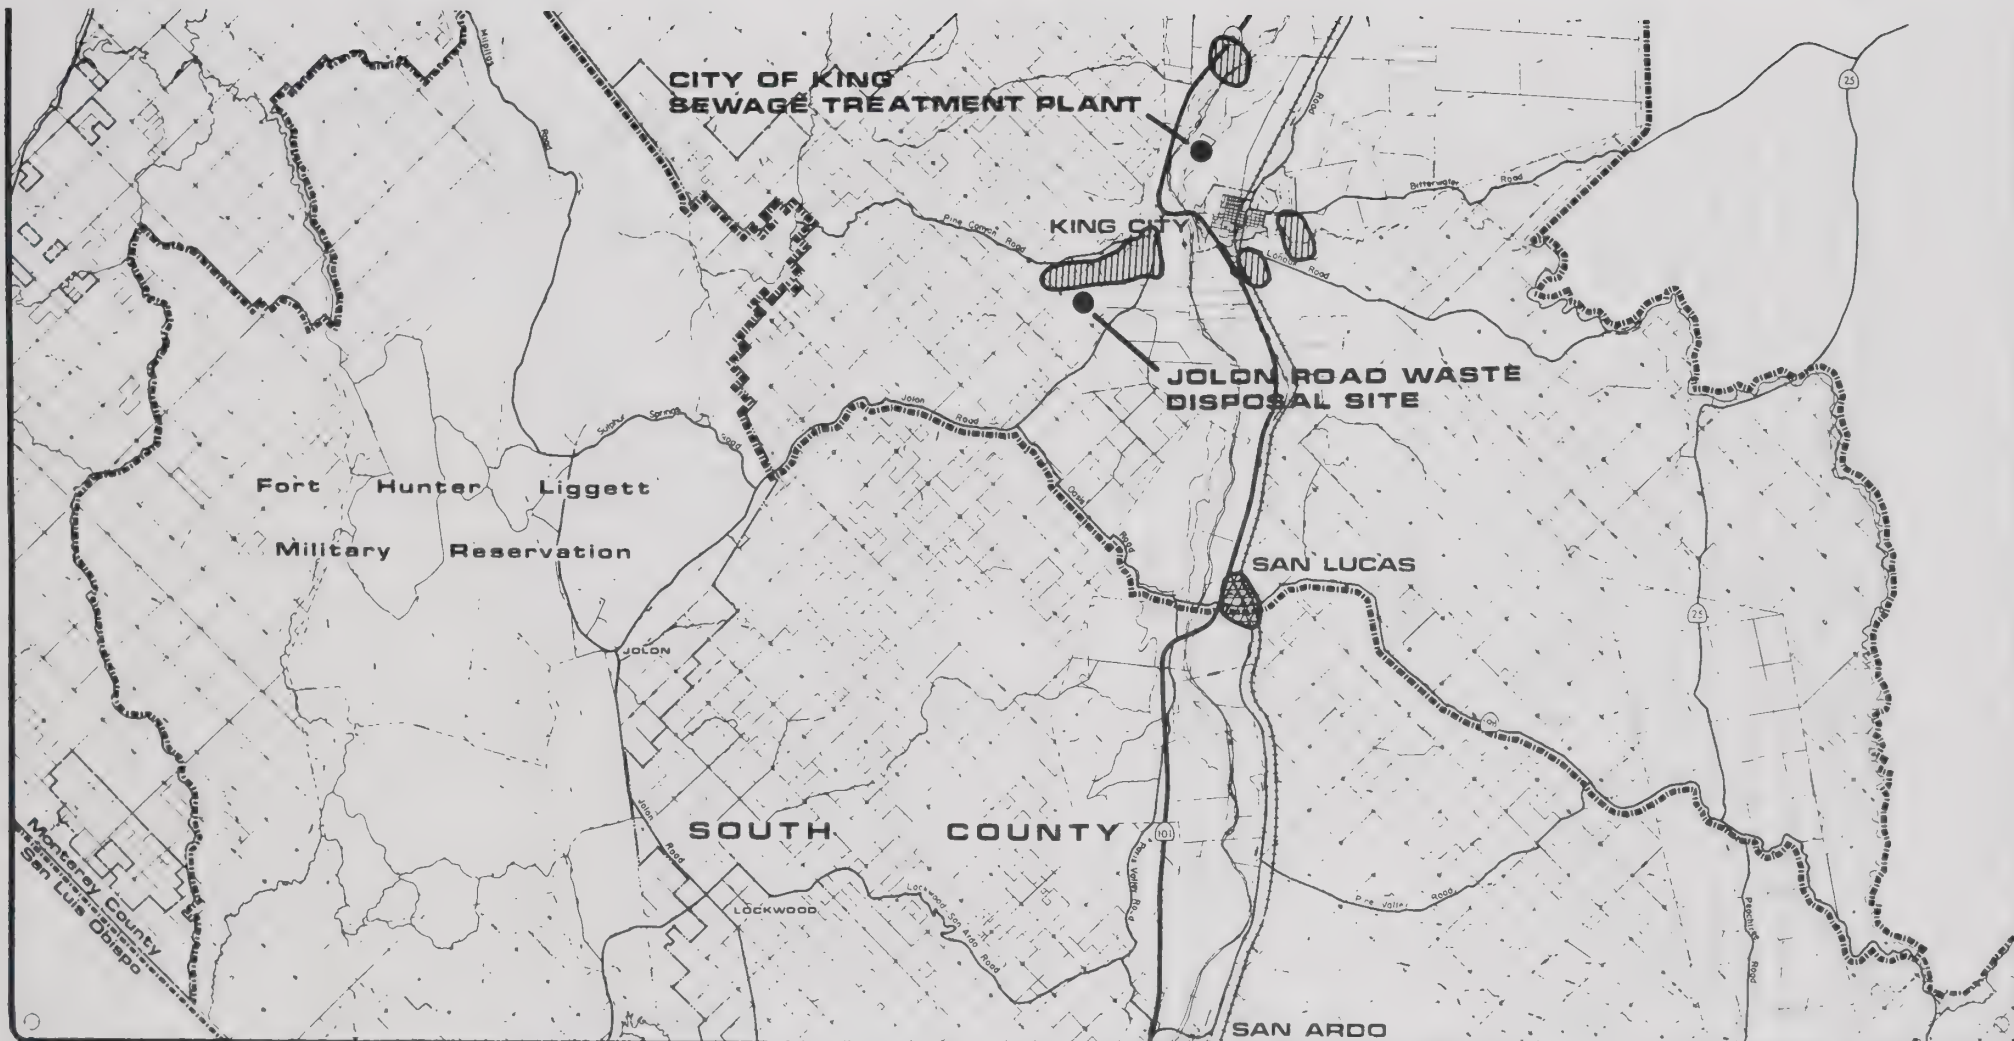 Milpitas
Road
CITY OF KING
SEWAGE TREATMENT PLANT
Road
25
Bitterwater Road
KING CITY
Pine Canyon Road
Lonoak Road
JOLON ROAD WASTE
DISPOSAL SITE
Jolon Road
Sulphur Springs Road
Fort Hunter Liggett
Military Reservation
Oasis Road
SAN LUCAS
25
JOLON
Jolon Road
SOUTH COUNTY
101
Paris Valley Road
Pine Valley Road
LOCKWOOD
Lockwood San Ardo Road
Peachtree Road
Monterey County
San Luis Obispo
SAN ARDO